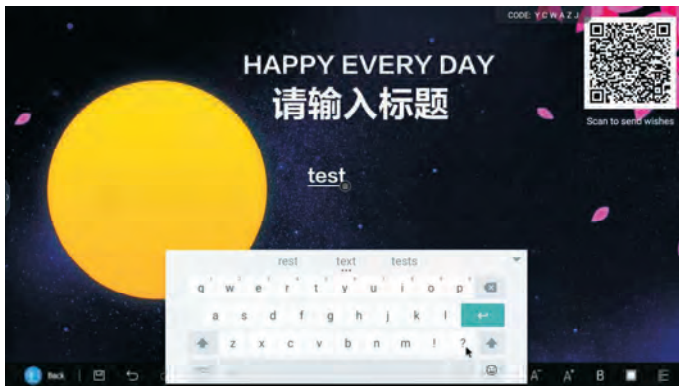 CODE: YCWAZJ
HAPPY EVERY DAY
请输入标题
Scan to send wishes
test
rest text tests
q w e r t y u i o p
a s d f g h j k l
z x c v b n m ! ?
Back
A- A+ B